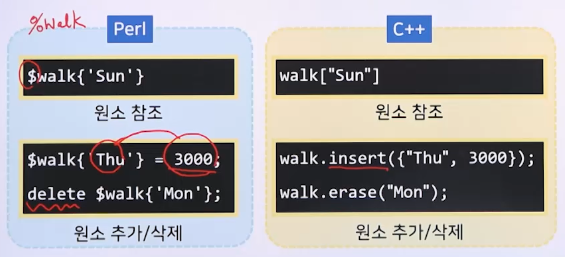 %walk
Perl
$walk{'Sun'}
원소 참조
$walk{'Thu'} = 3000;
delete $walk{'Mon'};
원소 추가/삭제
C++
walk["Sun"]
원소 참조
walk.insert({"Thu", 3000});
walk.erase("Mon");
원소 추가/삭제